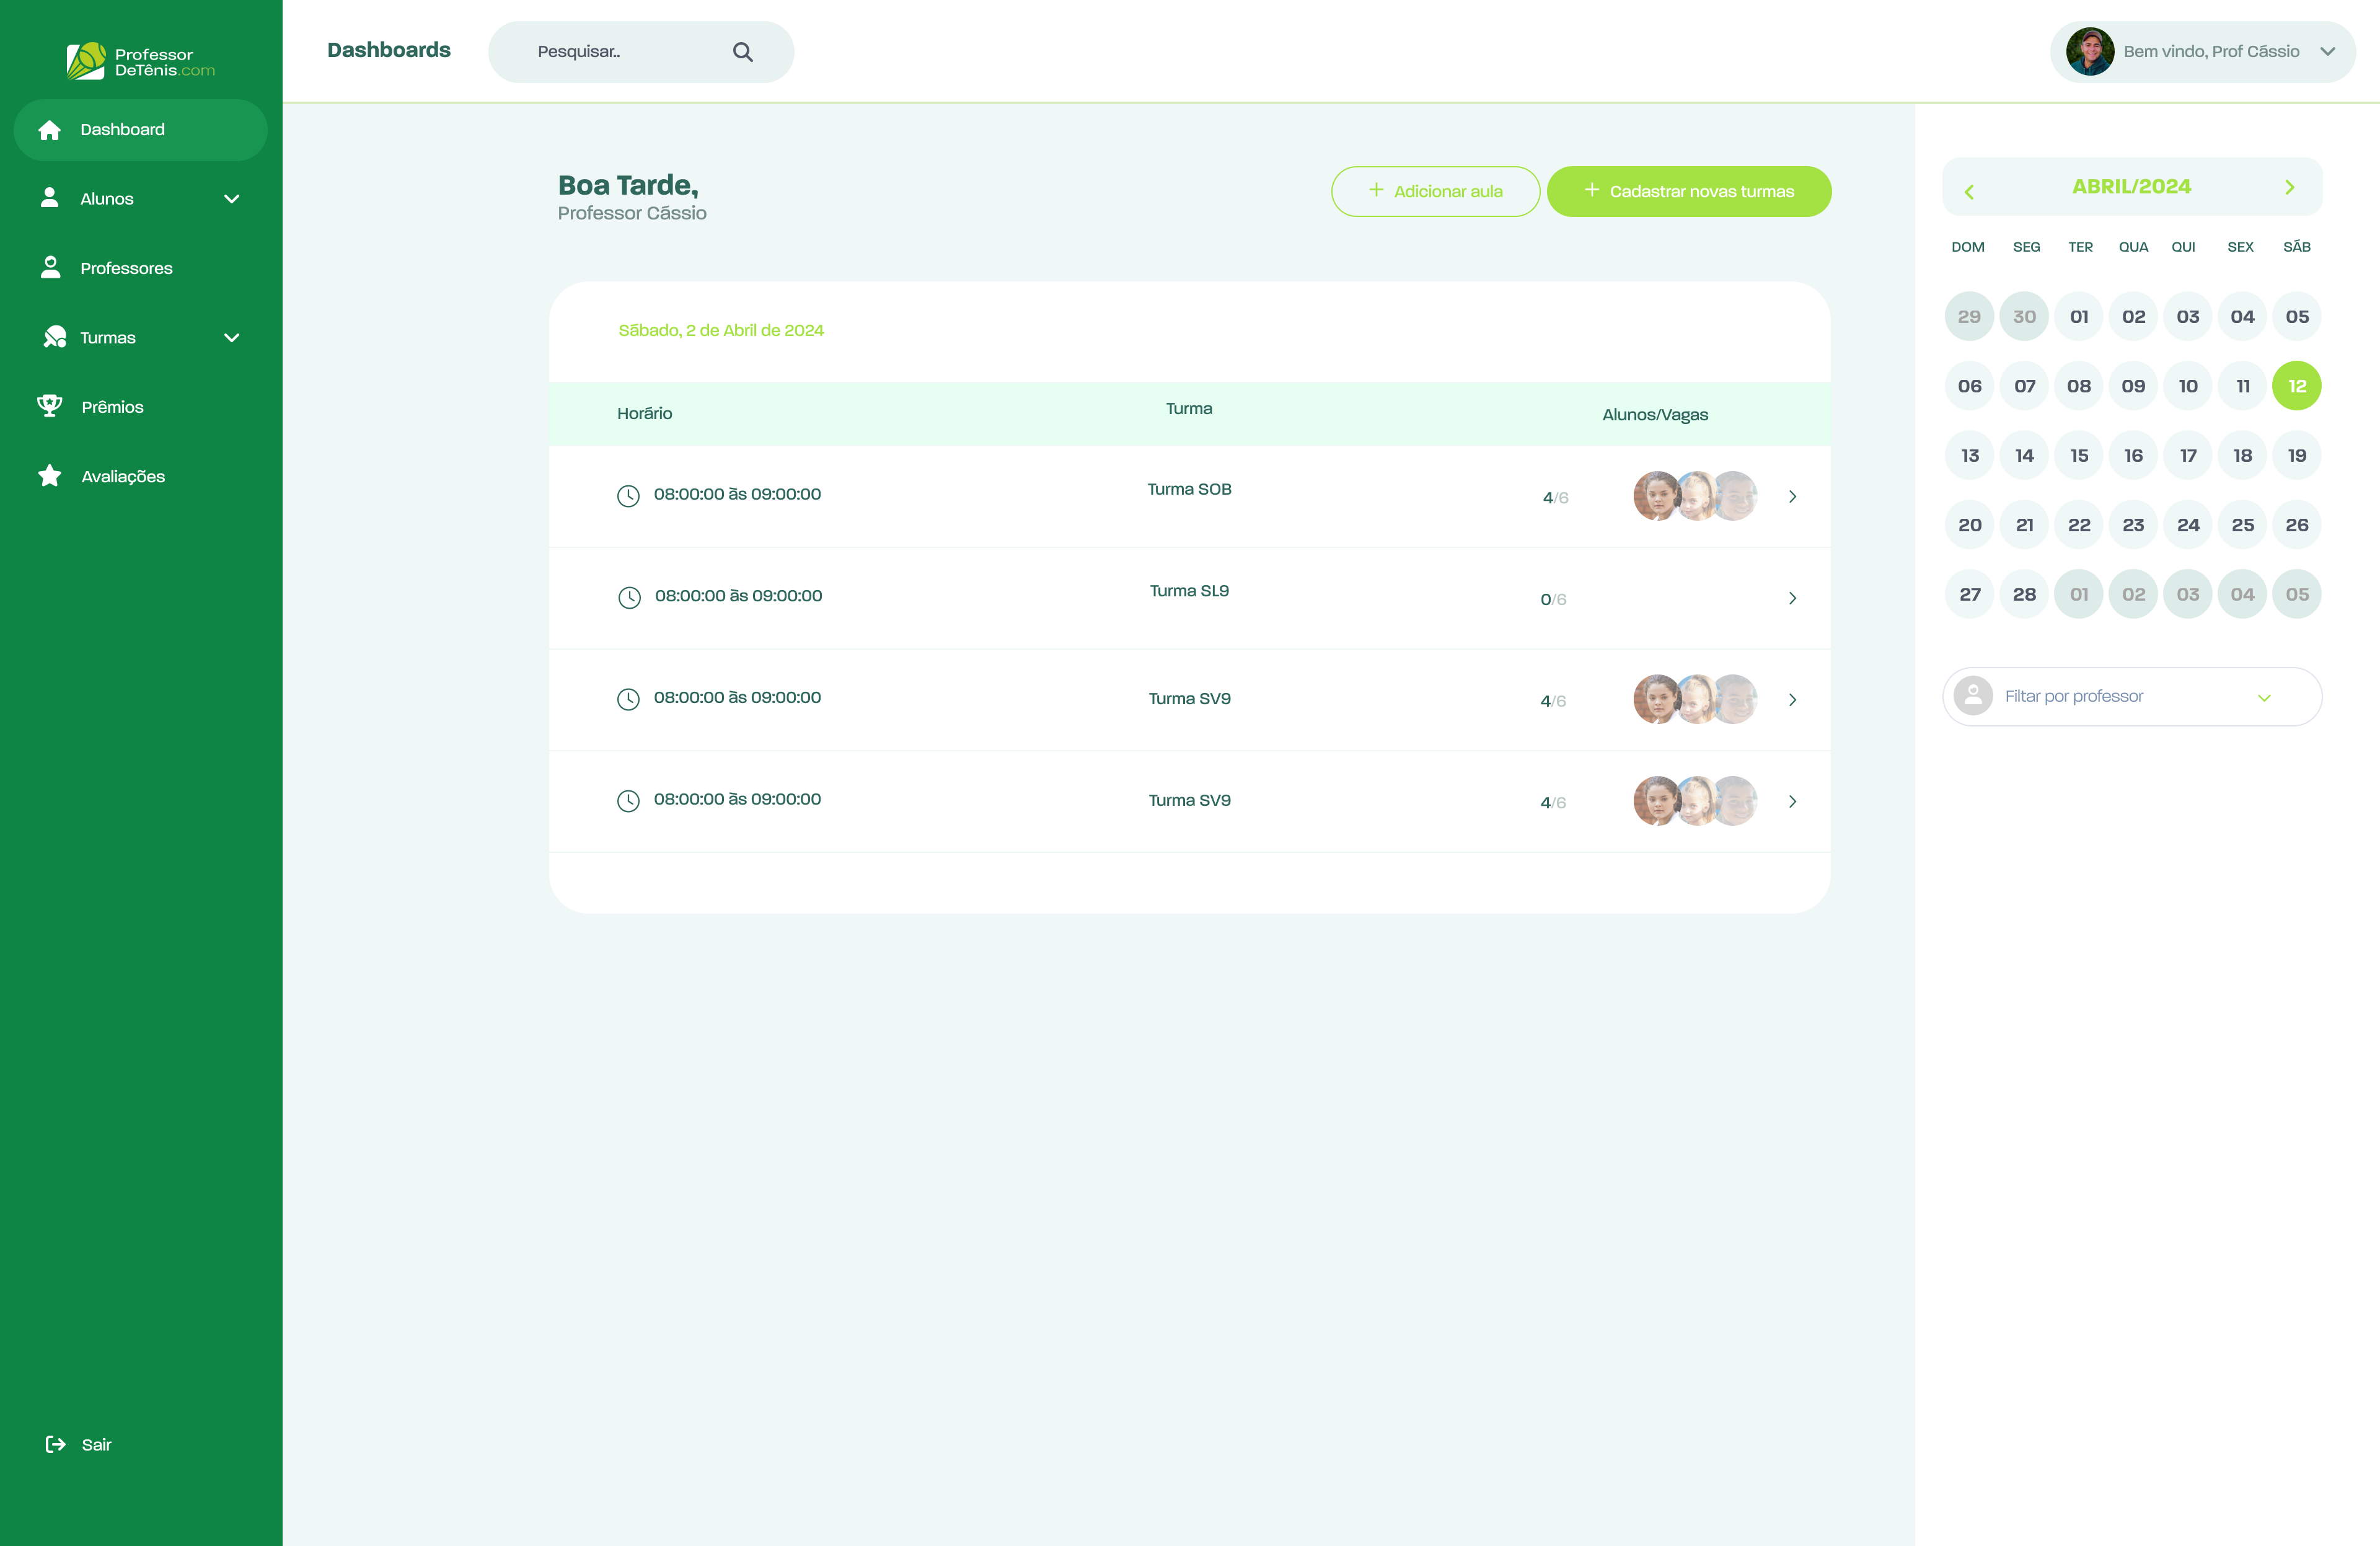 Professor
DeTênis.com
Dashboard
Alunos
Professores
Turmas
Prêmios
Avaliações
Sair
Dashboards
Pesquisar..
Bem vindo, Prof Cássio
Boa Tarde,
Professor Cássio
Adicionar aula
Cadastrar novas turmas
Sábado, 2 de Abril de 2024
Horário Turma Alunos/Vagas
08:00:00 às 09:00:00 Turma SOB 4/6
08:00:00 às 09:00:00 Turma SL9 0/6
08:00:00 às 09:00:00 Turma SV9 4/6
08:00:00 às 09:00:00 Turma SV9 4/6
ABRIL/2024
DOM SEG TER QUA QUI SEX SÁB
29 30 01 02 03 04 05
06 07 08 09 10 11 12
13 14 15 16 17 18 19
20 21 22 23 24 25 26
27 28 01 02 03 04 05
Filtar por professor